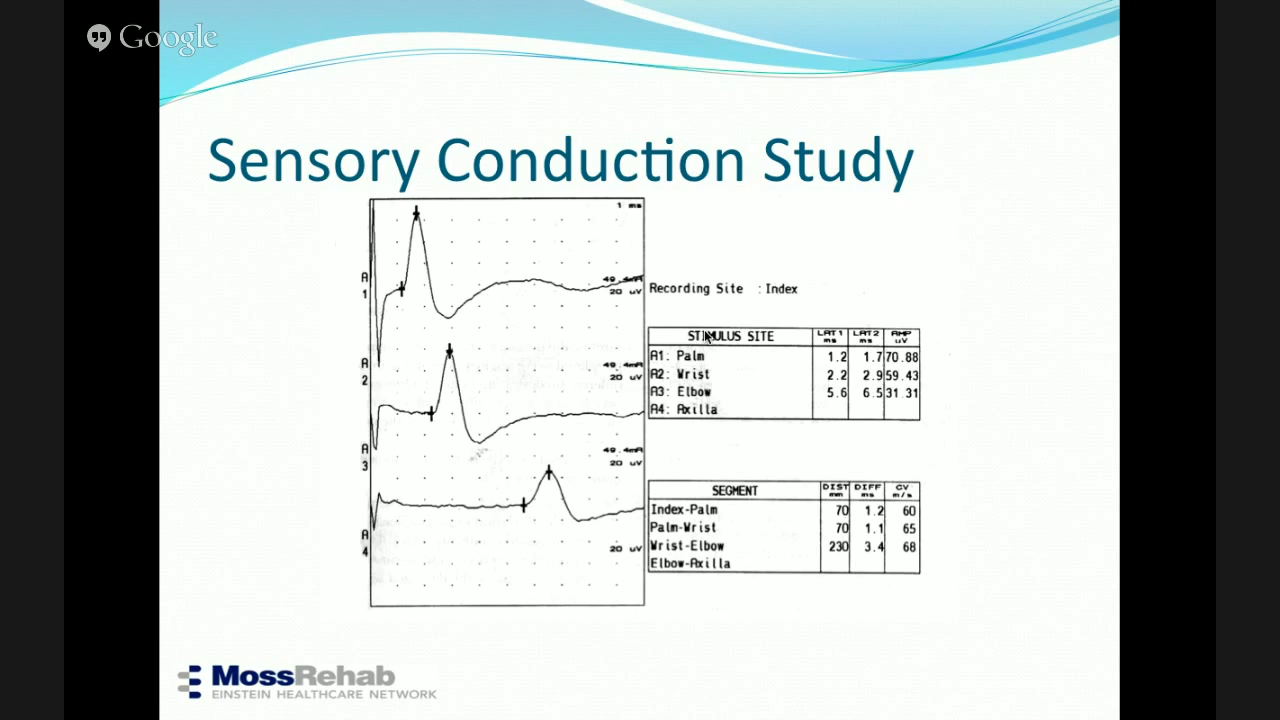 Google
Sensory Conduction Study
1 ms
A
1
49.4mA
20 uV
Recording Site : Index
A
2
49.4mA
20 uV
STIMULUS SITE LAT1 ms LAT2 ms AMP uV
A1: Palm 1.2 1.7 70.88
A2: Wrist 2.2 2.9 59.43
A3: Elbow 5.6 6.5 31.31
A4: Axilla
A
3
49.4mA
20 uV
A
4
20 uV
SEGMENT DIST mm DIFF ms CV m/s
Index-Palm 70 1.2 60
Palm-Wrist 70 1.1 65
Wrist-Elbow 230 3.4 68
Elbow-Axilla
MossRehab
EINSTEIN HEALTHCARE NETWORK